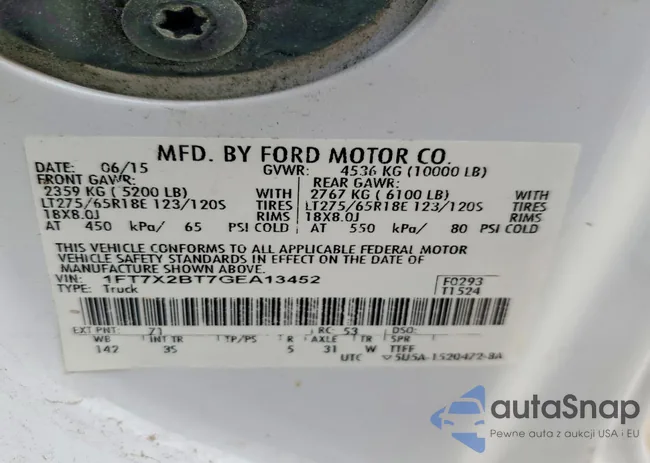 MFD. BY FORD MOTOR CO.
DATE: 06/15 GVWR: 4536 KG (10000 LB)
FRONT GAWR: REAR GAWR:
2359 KG (5200 LB) WITH 2767 KG (6100 LB) WITH
LT275/65R18E 123/120S TIRES LT275/65R18E 123/120S TIRES
18X8.0J RIMS 18X8.0J RIMS
AT 450 kPa/ 65 PSI COLD AT 550 kPa/ 80 PSI COLD
THIS VEHICLE CONFORMS TO ALL APPLICABLE FEDERAL MOTOR
VEHICLE SAFETY STANDARDS IN EFFECT ON THE DATE OF
MANUFACTURE SHOWN ABOVE.
VIN: 1FT7X2BT7GEA13452 F0293
TYPE: Truck T1524
EXT PNT: Z1 RC: 53 DSO:
WB INT TR TP/PS R AXLE TR SPR
142 3S 5 31 W TTFF
UTC 5U5A-1520472-BA
autaSnap
Pewne auta z aukcji USA i EU